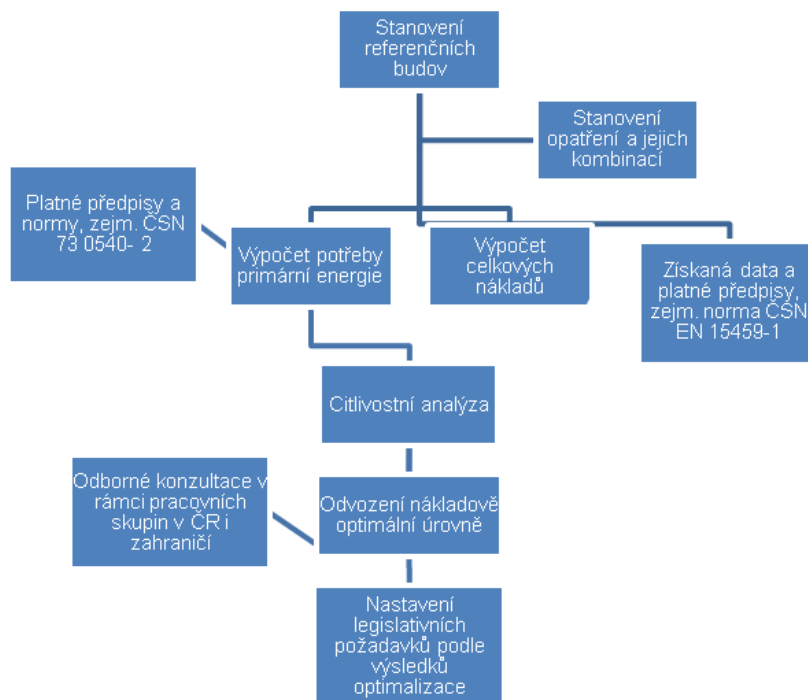 Stanovení
referenčních
budov
Stanovení
opatření a jejich
kombinací
Platné předpisy a
normy, zejm. ČSN
73 0540- 2
Výpočet potřeby
primární energie
Výpočet
celkových
nákladů
Získaná data a
platné předpisy,
zejm. norma ČSN
EN 15459-1
Citlivostní analýza
Odborné konzultace v
rámci pracovních
skupin v ČR i
zahraničí
Odvození nákladově
optimální úrovně
Nastavení
legislativních
požadavků podle
výsledků
optimalizace